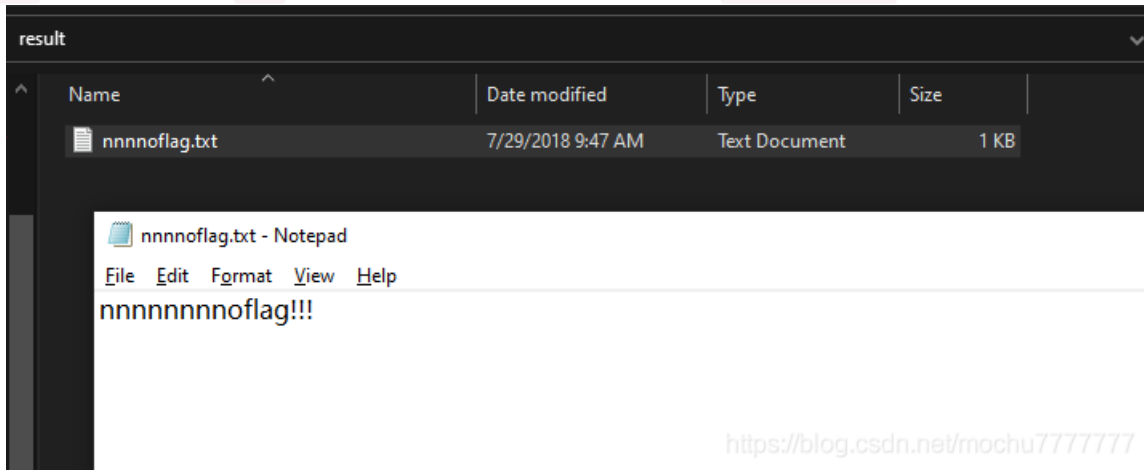 result
Name Date modified Type Size
nnnnoflag.txt 7/29/2018 9:47 AM Text Document 1 KB
nnnnoflag.txt - Notepad
File Edit Format View Help
nnnnnnnnoflag!!!
https://blog.csdn.net/mochu7777777